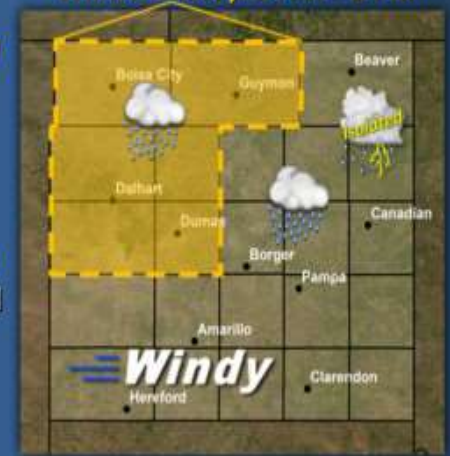 Beaver
Boise City
Guymon
Isolated
Dalhart
Canadian
Dumas
Borger
Pampa
Amarillo
Windy
Clarendon
Hereford